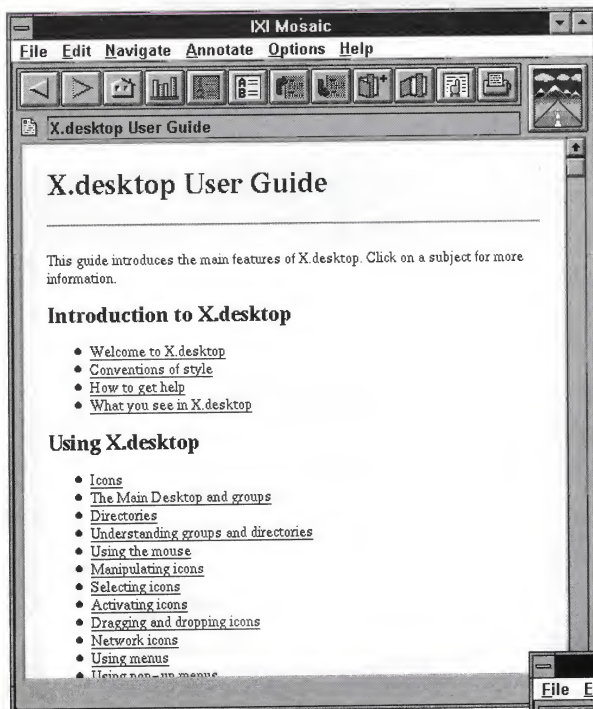 IXI Mosaic
File Edit Navigate Annotate Options Help
X.desktop User Guide
X.desktop User Guide
This guide introduces the main features of X.desktop. Click on a subject for more
information.
Introduction to X.desktop
• Welcome to X.desktop
• Conventions of style
• How to get help
• What you see in X.desktop
Using X.desktop
• Icons
• The Main Desktop and groups
• Directories
• Understanding groups and directories
• Using the mouse
• Manipulating icons
• Selecting icons
• Activating icons
• Dragging and dropping icons
• Network icons
• Using menus
• Using pop-up menus
File E